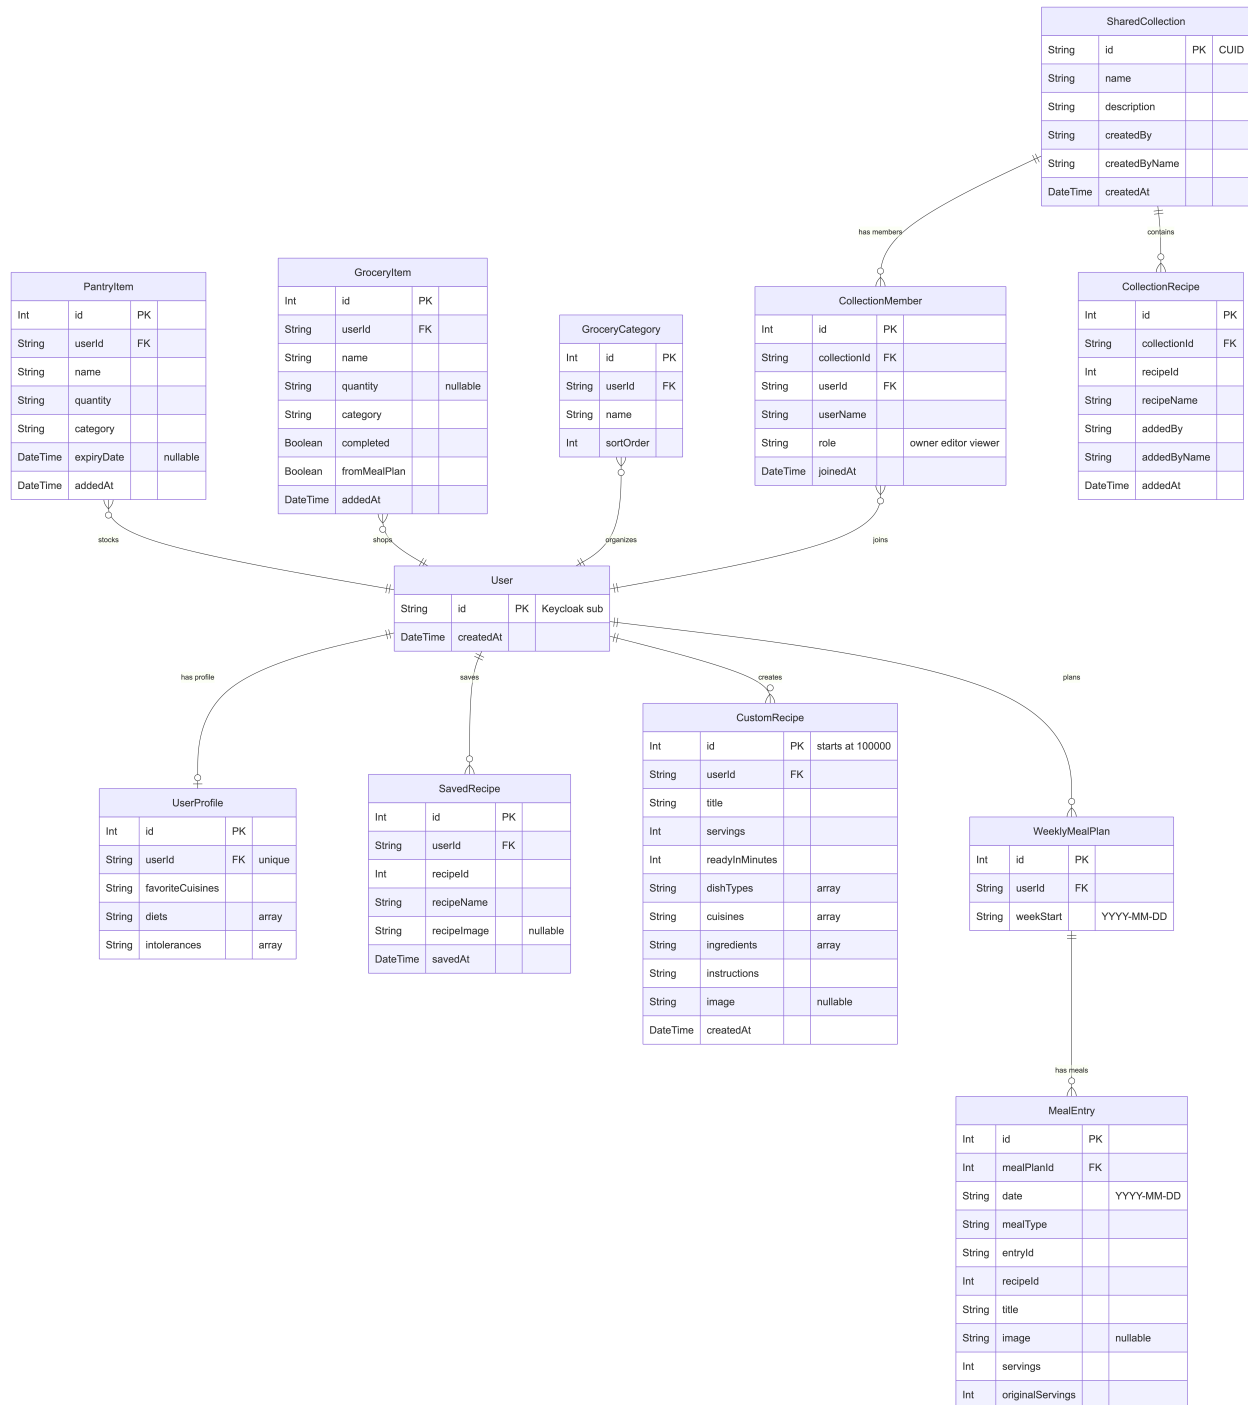 SharedCollection
String id PK CUID
String name
String description
String createdBy
String createdByName
DateTime createdAt
has members
contains
PantryItem
Int id PK
String userId FK
String name
String quantity
String category
DateTime expiryDate nullable
DateTime addedAt
GroceryItem
Int id PK
String userId FK
String name
String quantity nullable
String category
Boolean completed
Boolean fromMealPlan
DateTime addedAt
GroceryCategory
Int id PK
String userId FK
String name
Int sortOrder
CollectionMember
Int id PK
String collectionId FK
String userId FK
String userName
String role owner editor viewer
DateTime joinedAt
CollectionRecipe
Int id PK
String collectionId FK
Int recipeId
String recipeName
String addedBy
String addedByName
DateTime addedAt
stocks
shops
organizes
joins
User
String id PK Keycloak sub
DateTime createdAt
has profile
saves
creates
plans
UserProfile
Int id PK
String userId FK unique
String favoriteCuisines
String diets array
String intolerances array
SavedRecipe
Int id PK
String userId FK
Int recipeId
String recipeName
String recipeImage nullable
DateTime savedAt
CustomRecipe
Int id PK starts at 100000
String userId FK
String title
Int servings
Int readyInMinutes
String dishTypes array
String cuisines array
String ingredients array
String instructions
String image nullable
DateTime createdAt
WeeklyMealPlan
Int id PK
String userId FK
String weekStart YYYY-MM-DD
has meals
MealEntry
Int id PK
Int mealPlanId FK
String date YYYY-MM-DD
String mealType
String entryId
Int recipeId
String title
String image nullable
Int servings
Int originalServings